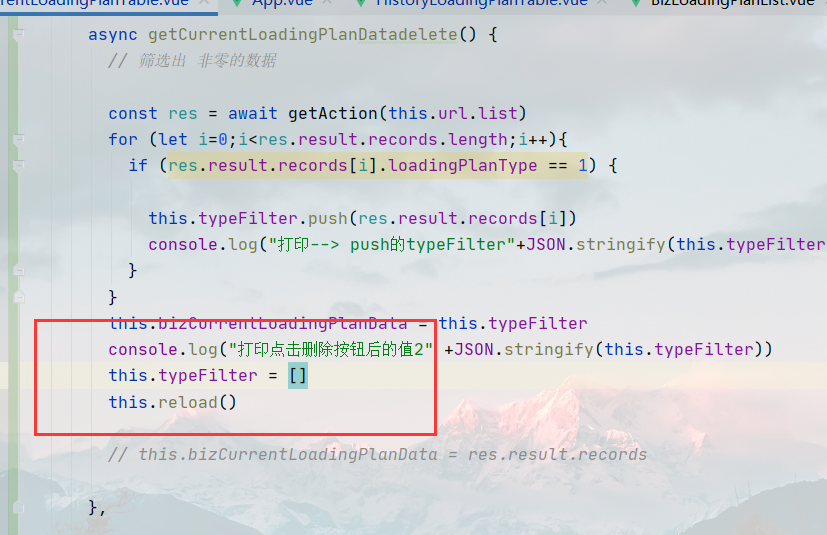 rrentLoadingPlanTable.vue App.vue HistoryLoadingPlanTable.vue BizLoadingPlanList.vue
async getCurrentLoadingPlanDatadelete() {
// 筛选出 非零的数据
const res = await getAction(this.url.list)
for (let i=0;i<res.result.records.length;i++){
if (res.result.records[i].loadingPlanType == 1) {
this.typeFilter.push(res.result.records[i])
console.log("打印--> push的typeFilter"+JSON.stringify(this.typeFilter
}
}
this.bizCurrentLoadingPlanData = this.typeFilter
console.log("打印点击删除按钮后的值2" +JSON.stringify(this.typeFilter))
this.typeFilter = []
this.reload()
// this.bizCurrentLoadingPlanData = res.result.records
},